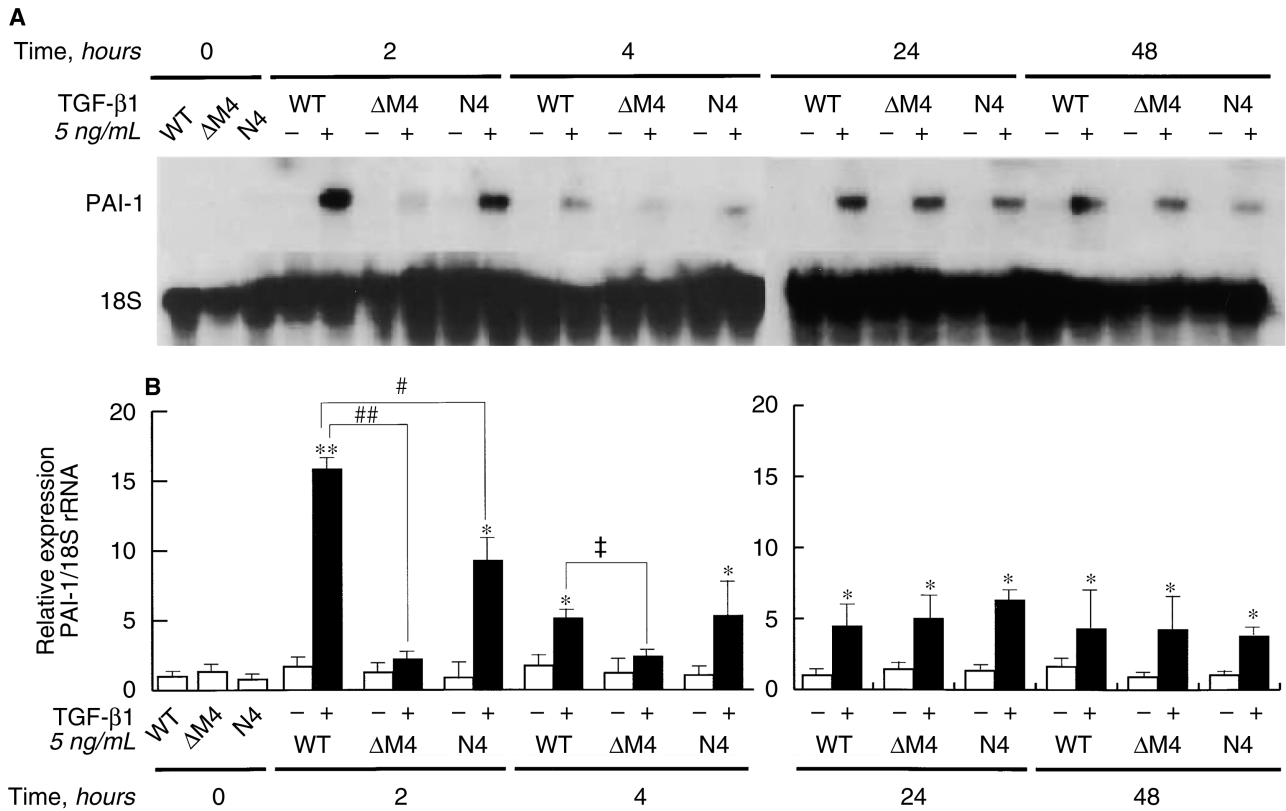 A
Time, hours 0 2 4 24 48
TGF-β1 WT ΔM4 N4 WT ΔM4 N4 WT ΔM4 N4 WT ΔM4 N4 WT ΔM4 N4
5 ng/mL − + − + − + − + − + − + − + − + − + − + − + − +
PAI-1
18S
B
#
##
** * * ‡ * * * * * * *
Relative expression
PAI-1/18S rRNA
20 20
15 15
10 10
5 5
0 0
TGF-β1 WT ΔM4 N4 − + − + − + − + − + − + − + − + − + − + − + − +
5 ng/mL WT ΔM4 N4 WT ΔM4 N4 WT ΔM4 N4 WT ΔM4 N4
Time, hours 0 2 4 24 48